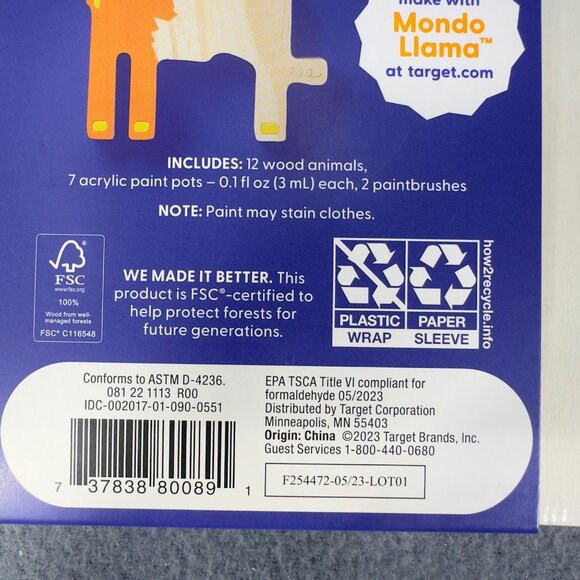 make with
Mondo
Llama™
at target.com
INCLUDES: 12 wood animals,
7 acrylic paint pots – 0.1 fl oz (3 mL) each, 2 paintbrushes
NOTE: Paint may stain clothes.
FSC
www.fsc.org
100%
Wood from well-
managed forests
FSC® C116548
WE MADE IT BETTER. This
product is FSC®-certified to
help protect forests for
future generations.
PLASTIC
WRAP
PAPER
SLEEVE
how2recycle.info
Conforms to ASTM D-4236.
081 22 1113 R00
IDC-002017-01-090-0551
7 37838 80089 1
EPA TSCA Title VI compliant for
formaldehyde 05/2023
Distributed by Target Corporation
Minneapolis, MN 55403
Origin: China ©2023 Target Brands, Inc.
Guest Services 1-800-440-0680
F254472-05/23-LOT01